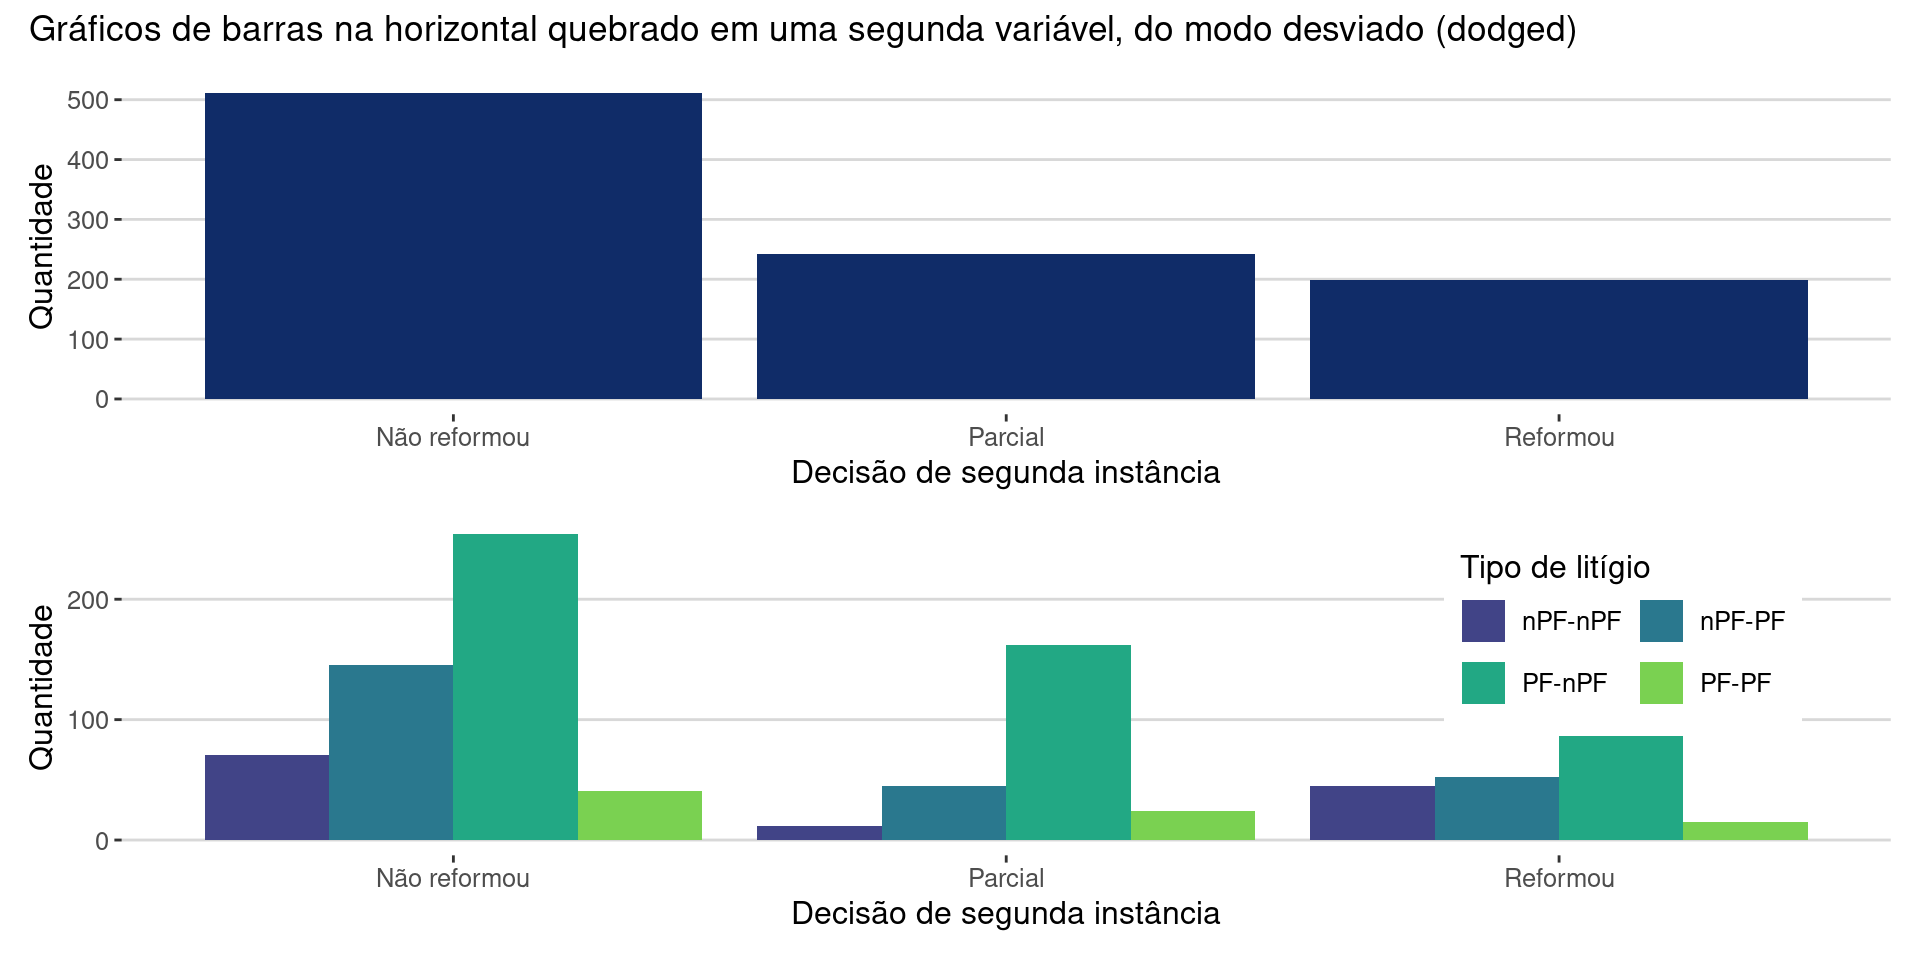 Gráficos de barras na horizontal quebrado em uma segunda variável, do modo desviado (dodged)
500
400
300
200
100
0
Quantidade
Não reformou Parcial Reformou
Decisão de segunda instância
200
100
0
Quantidade
Tipo de litígio
nPF-nPF nPF-PF
PF-nPF PF-PF
Não reformou Parcial Reformou
Decisão de segunda instância